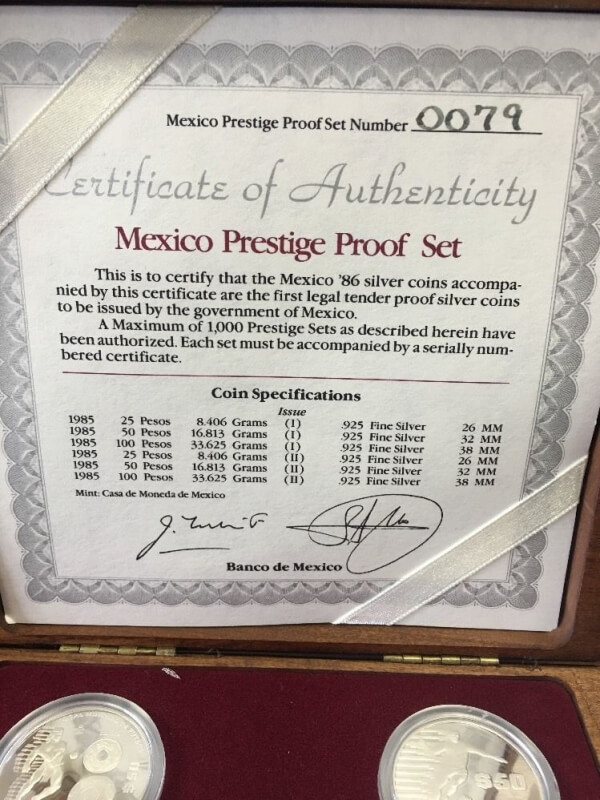 Mexico Prestige Proof Set Number 0079
Certificate of Authenticity
Mexico Prestige Proof Set
This is to certify that the Mexico '86 silver coins accompa-
nied by this certificate are the first legal tender proof silver coins
to be issued by the government of Mexico.
A Maximum of 1,000 Prestige Sets as described herein have
been authorized. Each set must be accompanied by a serially num-
bered certificate.
Coin Specifications
Issue
1985 25 Pesos 8.406 Grams (I) .925 Fine Silver 26 MM
1985 50 Pesos 16.813 Grams (I) .925 Fine Silver 32 MM
1985 100 Pesos 33.625 Grams (I) .925 Fine Silver 38 MM
1985 25 Pesos 8.406 Grams (II) .925 Fine Silver 26 MM
1985 50 Pesos 16.813 Grams (II) .925 Fine Silver 32 MM
1985 100 Pesos 33.625 Grams (II) .925 Fine Silver 38 MM
Mint: Casa de Moneda de Mexico
Banco de Mexico
$50